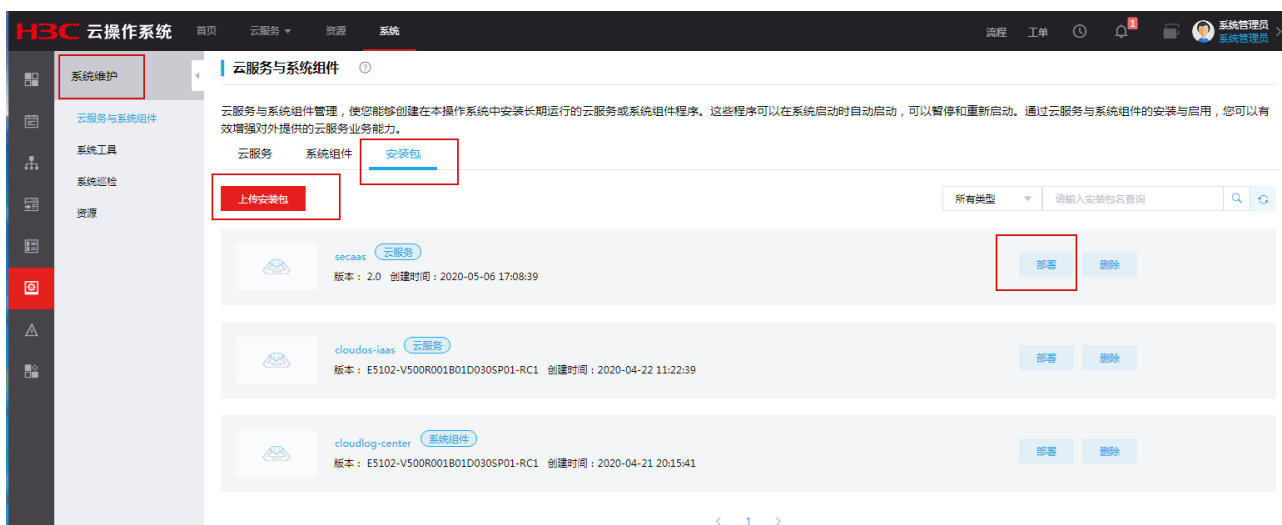 H3C 云操作系统 首页 云服务 资源 系统 流程 工单 1 系统管理员
系统管理员
系统维护
云服务与系统组件
系统工具
系统巡检
资源
云服务与系统组件 ?
云服务与系统组件管理，使您能够创建在本操作系统中安装长期运行的云服务或系统组件程序。这些程序可以在系统启动时自动启动，可以暂停和重新启动。通过云服务与系统组件的安装与启用，您可以有
效增强对外提供的云服务业务能力。
云服务 系统组件 安装包
上传安装包 所有类型 请输入安装包名查询
secaas 云服务
版本： 2.0 创建时间：2020-05-06 17:08:39
部署 删除
cloudos-iaas 云服务
版本： E5102-V500R001B01D030SP01-RC1 创建时间：2020-04-22 11:22:39
部署 删除
cloudlog-center 系统组件
版本： E5102-V500R001B01D030SP01-RC1 创建时间：2020-04-21 20:15:41
部署 删除
< 1 >